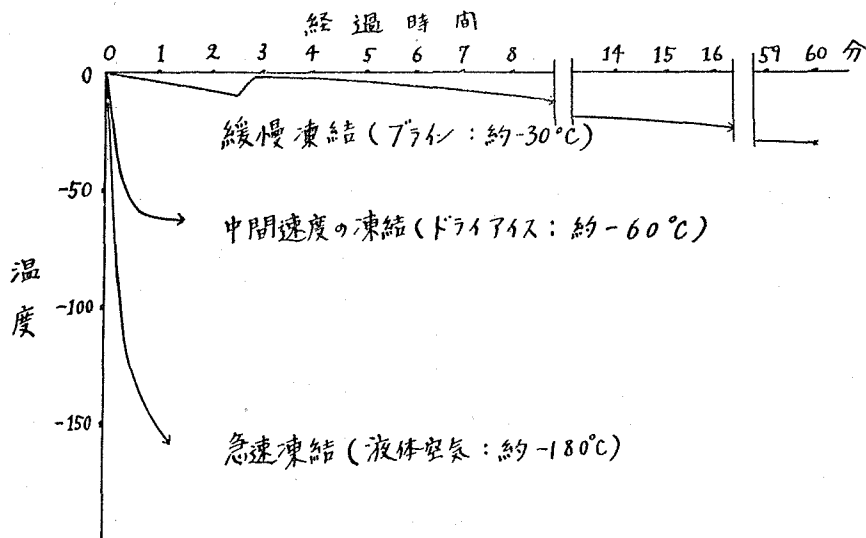 経過時間
0 1 2 3 4 5 6 7 8 14 15 16 59 60 分
0
緩慢凍結(ブライン:約-30°C)
-50
中間速度の凍結(ドライアイス:約-60°C)
温度
-100
-150
急速凍結(液体空気:約-180°C)